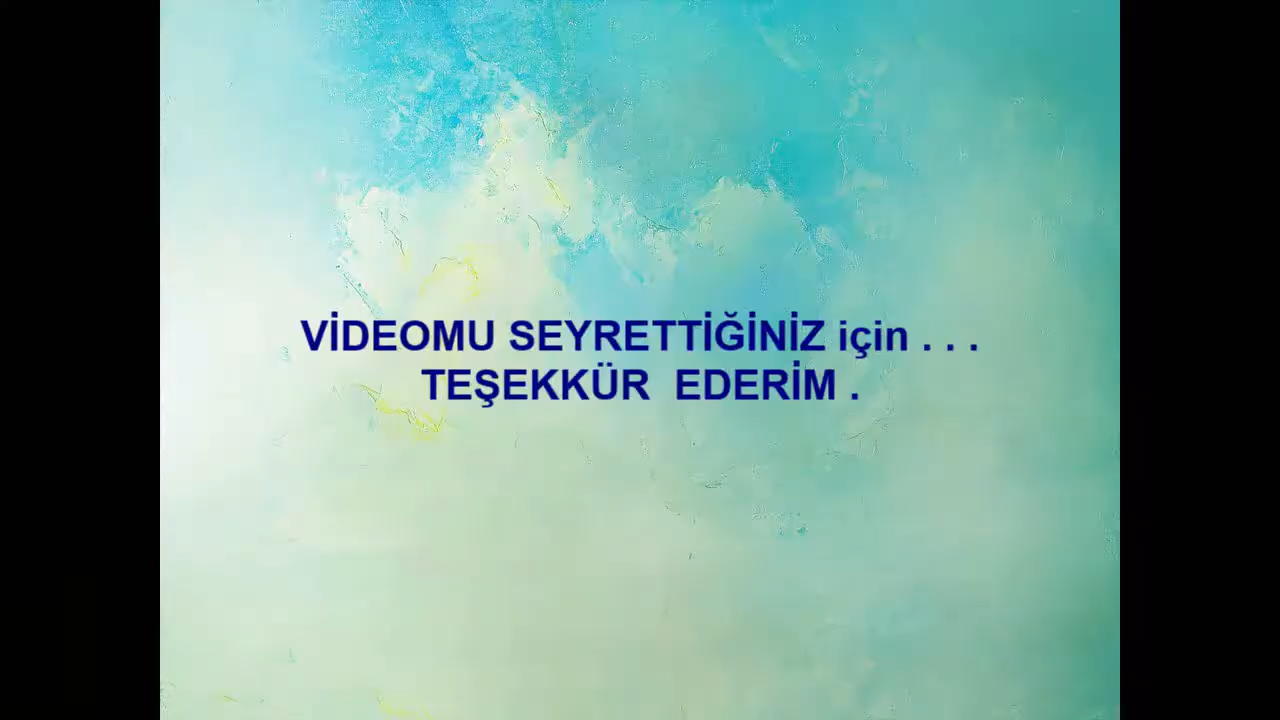 VİDEOMU SEYRETTİĞİNİZ için . . .
TEŞEKKÜR  EDERİM .